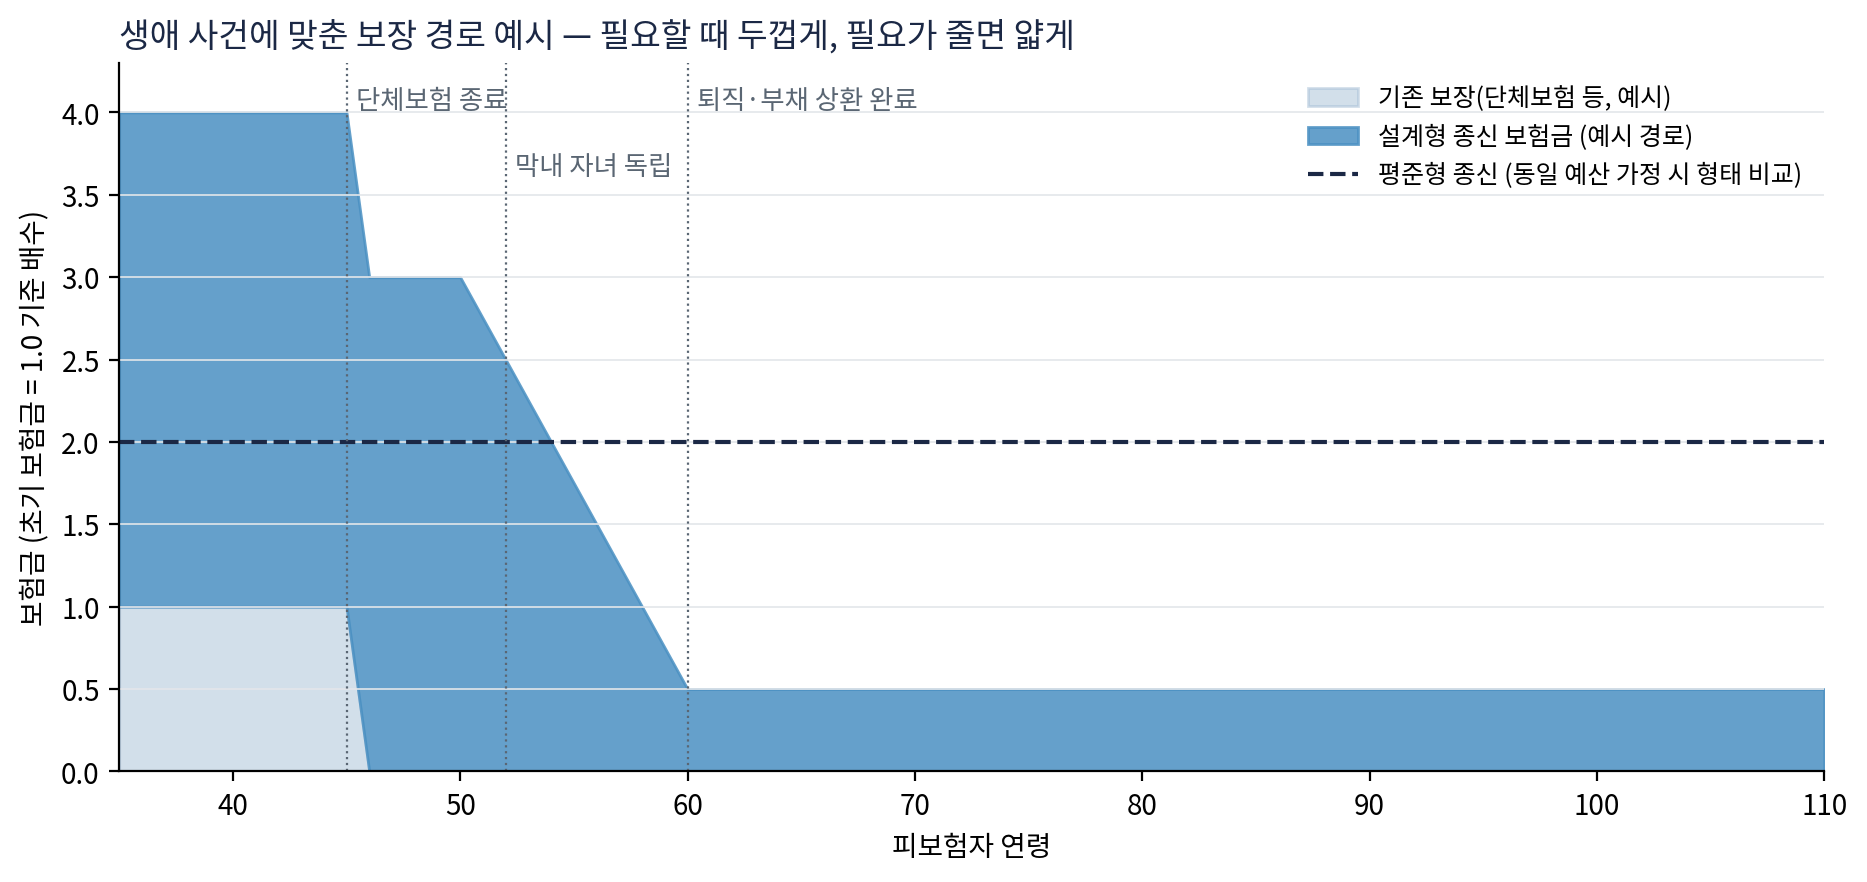 생애 사건에 맞춘 보장 경로 예시 — 필요할 때 두껍게, 필요가 줄면 얇게
단체보험 종료
퇴직·부채 상환 완료
막내 자녀 독립
기존 보장(단체보험 등, 예시)
설계형 종신 보험금 (예시 경로)
평준형 종신 (동일 예산 가정 시 형태 비교)
보험금 (초기 보험금 = 1.0 기준 배수)
4.0
3.5
3.0
2.5
2.0
1.5
1.0
0.5
0.0
40 50 60 70 80 90 100 110
피보험자 연령